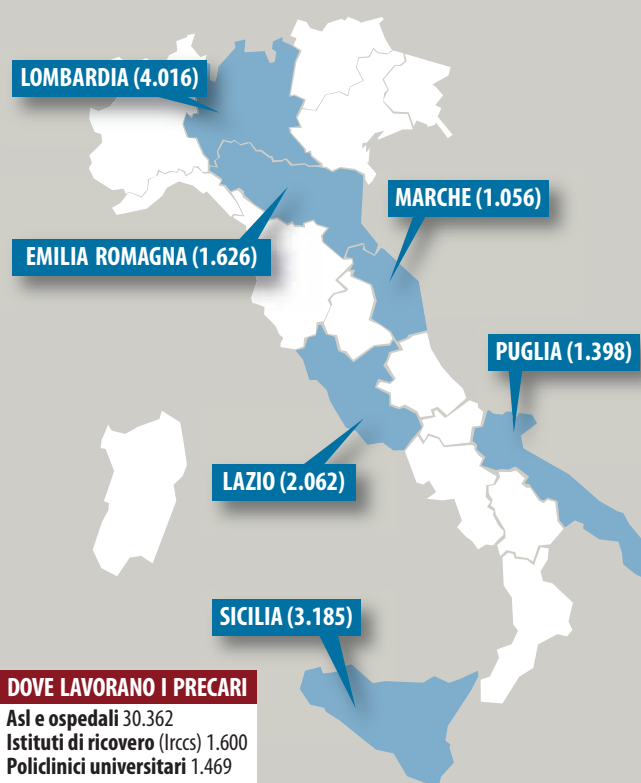 LOMBARDIA (4.016)
MARCHE (1.056)
EMILIA ROMAGNA (1.626)
PUGLIA (1.398)
LAZIO (2.062)
SICILIA (3.185)
DOVE LAVORANO I PRECARI
Asl e ospedali 30.362
Istituti di ricovero (Irccs) 1.600
Policlinici universitari 1.469